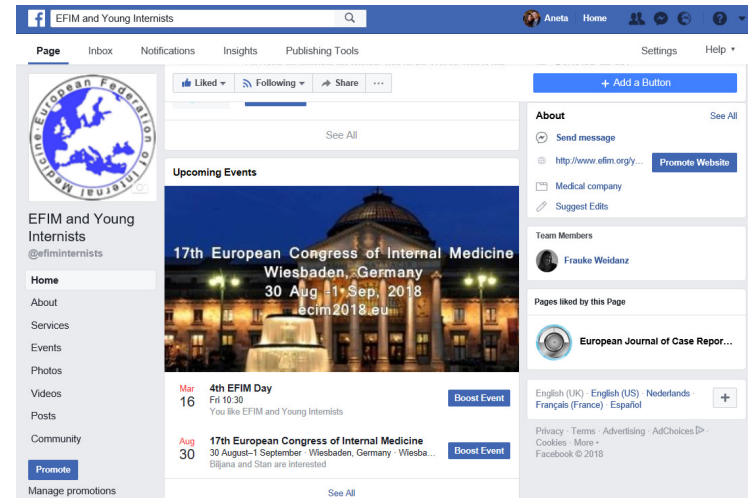 EFIM and Young Internists
Aneta
Home
Page
Inbox
Notifications
Insights
Publishing Tools
Settings
Help
European Federation of Internal Medicine
Liked
Following
Share
+ Add a Button
See All
EFIM and Young
Internists
@efiminternists
Home
About
Services
Events
Photos
Videos
Posts
Community
Promote
Manage promotions
Upcoming Events
17th European Congress of Internal Medicine
Wiesbaden, Germany
30 Aug -1 Sep, 2018
ecim2018.eu
Mar
16
4th EFIM Day
Fri 10:30
You like EFIM and Young Internists
Boost Event
Aug
30
17th European Congress of Internal Medicine
30 August–1 September · Wiesbaden, Germany · Wiesba...
Biljana and Stan are interested
Boost Event
See All
About
See All
Send message
http://www.efim.org/y...
Promote Website
Medical company
Suggest Edits
Team Members
Frauke Weidanz
Pages liked by this Page
European Journal of Case Repor...
English (UK) · English (US) · Nederlands ·
Français (France) · Español
Privacy · Terms · Advertising · AdChoices ·
Cookies · More
Facebook © 2018